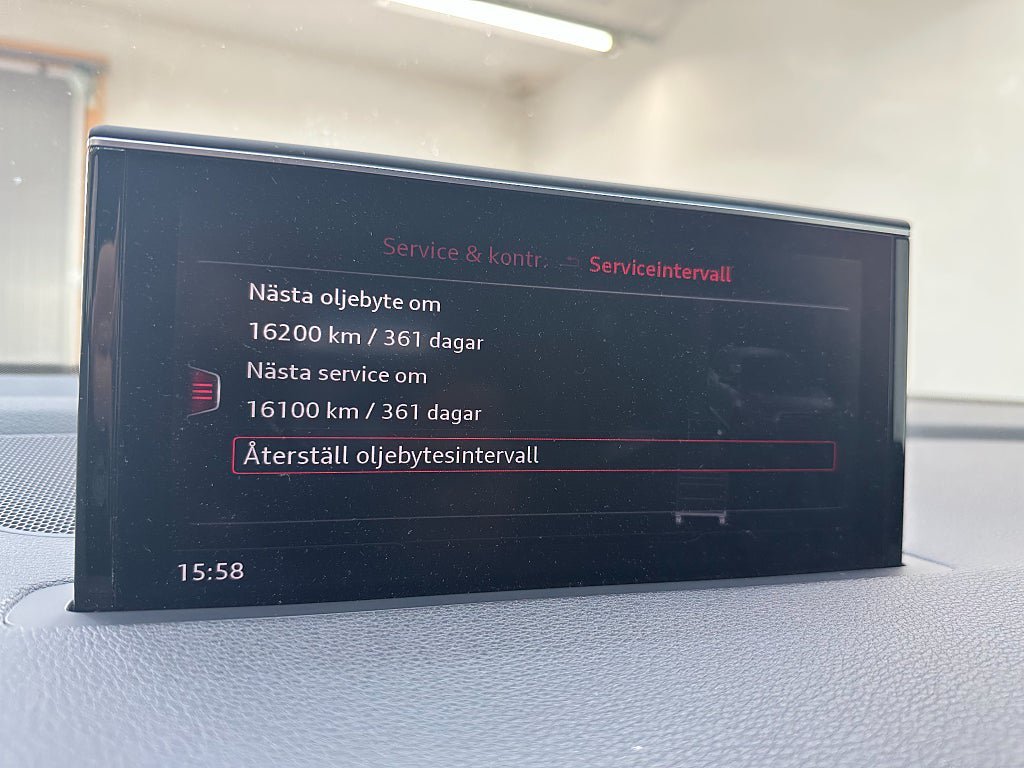 Service & kontr. Serviceintervall
Nästa oljebyte om
16200 km / 361 dagar
Nästa service om
16100 km / 361 dagar
Återställ oljebytesintervall
15:58